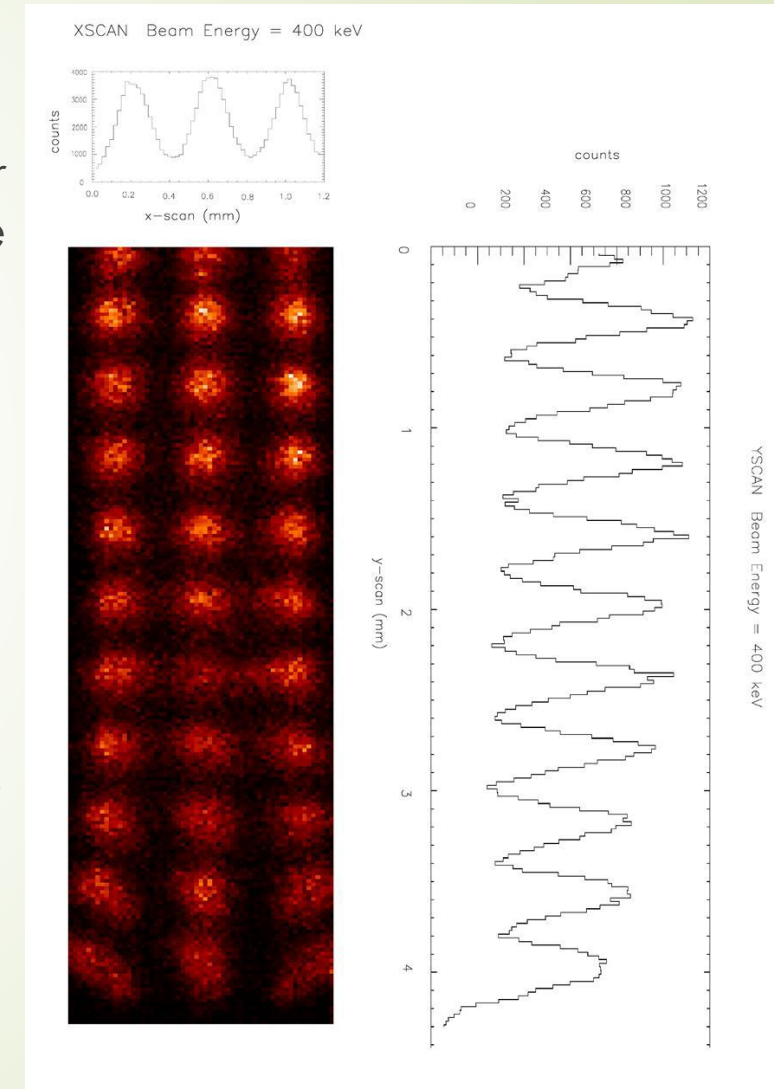 XSCAN Beam Energy = 400 keV
4000
3000
2000
1000
0
counts
0.0 0.2 0.4 0.6 0.8 1.0 1.2
x-scan (mm)
r
e
counts
0 200 400 600 800 1000 1200
0
1
2
3
4
y-scan (mm)
YSCAN Beam Energy = 400 keV